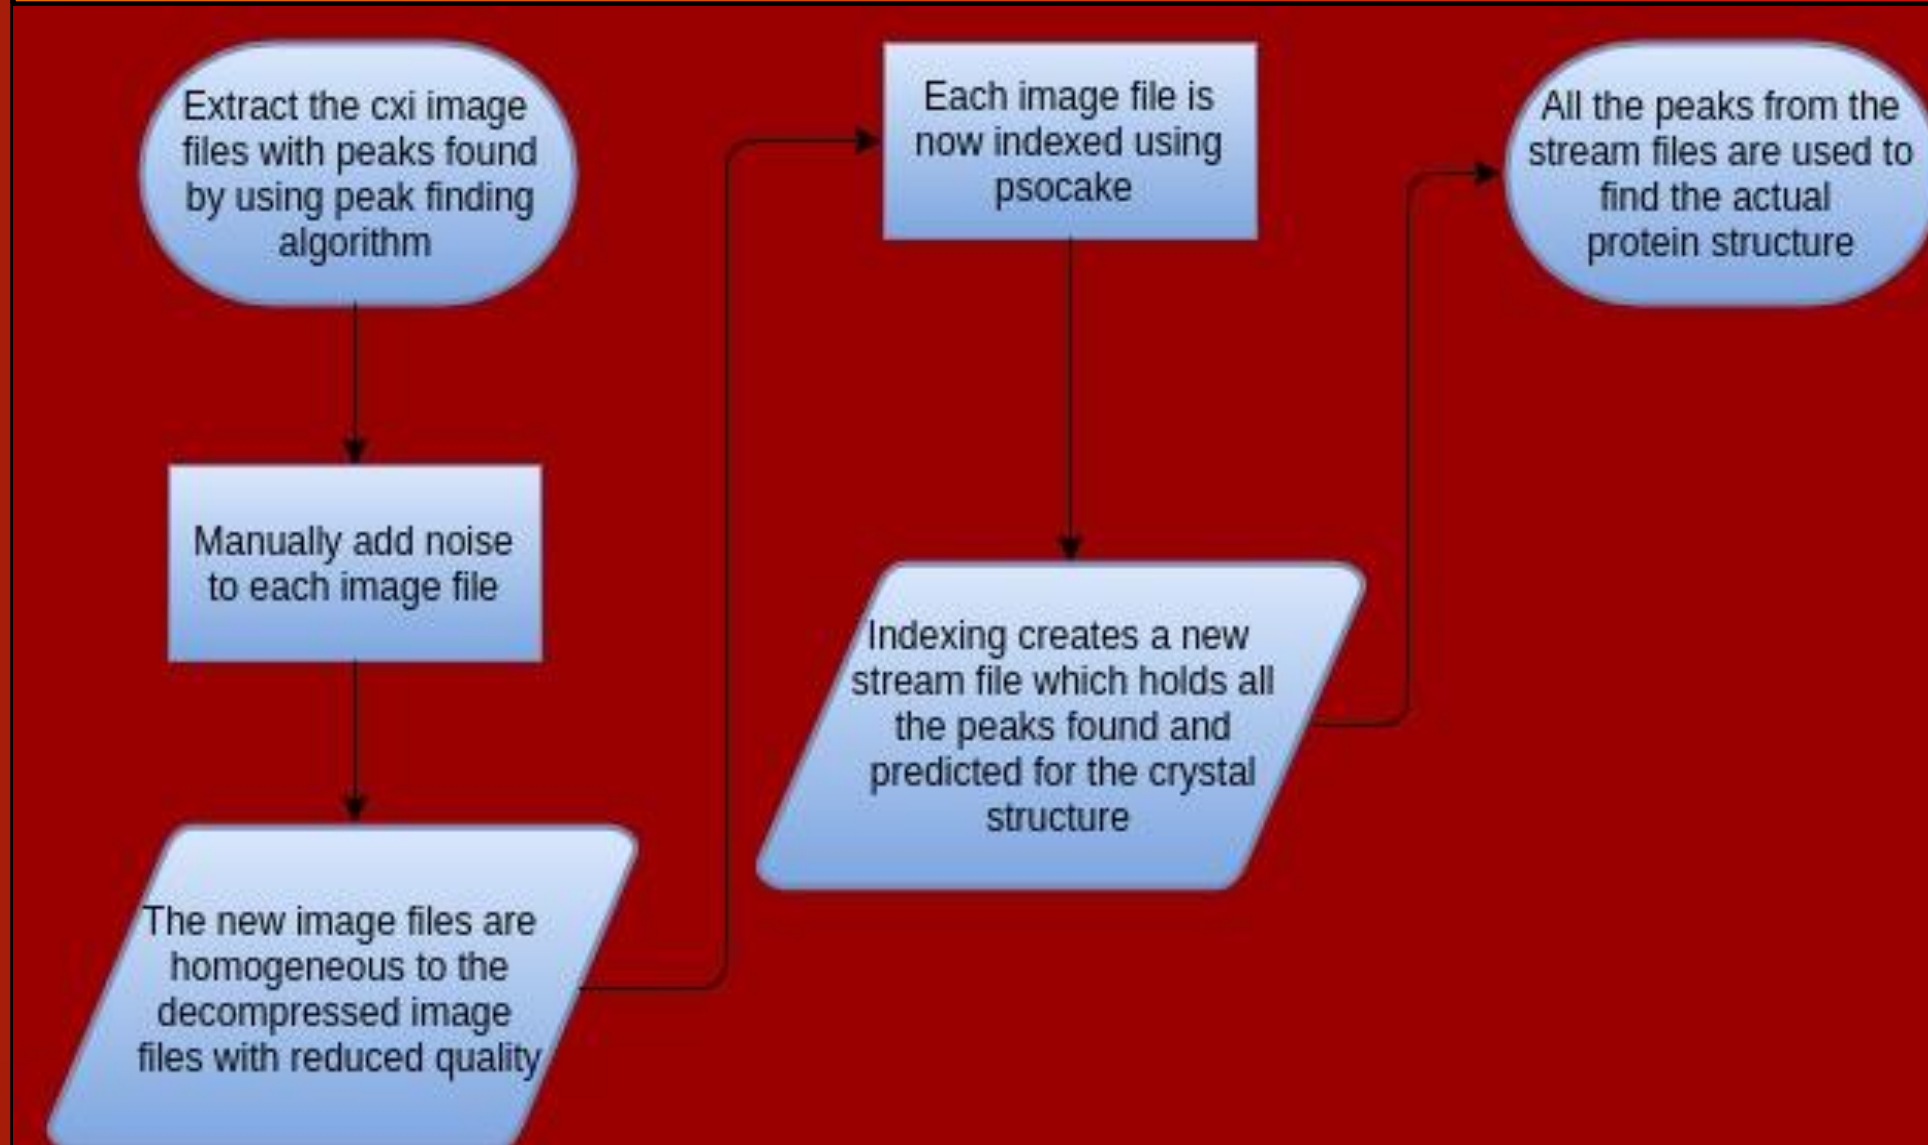 Extract the cxi image
files with peaks found
by using peak finding
algorithm
Manually add noise
to each image file
The new image files are
homogeneous to the
decompressed image
files with reduced quality
Each image file is
now indexed using
psocake
Indexing creates a new
stream file which holds all
the peaks found and
predicted for the crystal
structure
All the peaks from the
stream files are used to
find the actual
protein structure